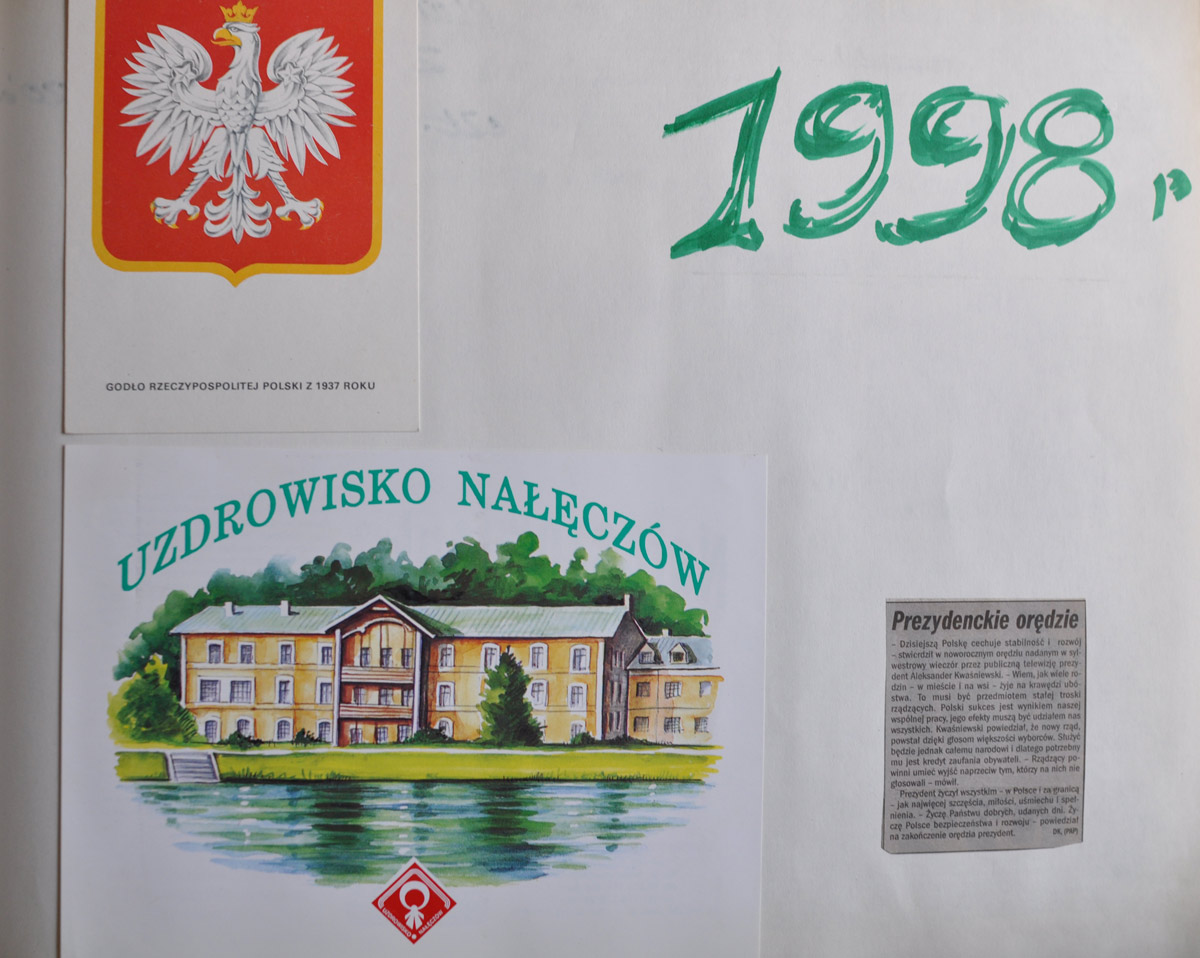 1998 r
GODŁO RZECZYPOSPOLITEJ POLSKI Z 1937 ROKU
UZDROWISKO NAŁĘCZÓW
UZDROWISKO NAŁĘCZÓW
Prezydenckie orędzie
– Dzisiejszą Polskę cechuje stabilność i rozwój
– stwierdził w noworocznym orędziu nadanym w syl-
westrowy wieczór przez publiczną telewizję prezy-
dent Aleksander Kwaśniewski. – Wiem, jak wiele ro-
dzin – w mieście i na wsi – żyje na krawędzi ubó-
stwa. To musi być przedmiotem stałej troski
rządzących. Polski sukces jest wynikiem naszej
wspólnej pracy, jego efekty muszą być udziałem nas
wszystkich. Kwaśniewski powiedział, że nowy rząd,
powstał dzięki głosom większości wyborców. Służyć
będzie jednak całemu narodowi i dlatego potrzebny
mu jest kredyt zaufania obywateli. – Rządzący po-
winni umieć wyjść naprzeciw tym, którzy na nich nie
głosowali – mówił.
Prezydent życzył wszystkim – w Polsce i za granicą
– jak najwięcej szczęścia, miłości, uśmiechu i speł-
nienia. – Życzę Państwu dobrych, udanych dni. Ży-
czę Polsce bezpieczeństwa i rozwoju – powiedział
na zakończenie orędzia prezydent. DK, (PAP)